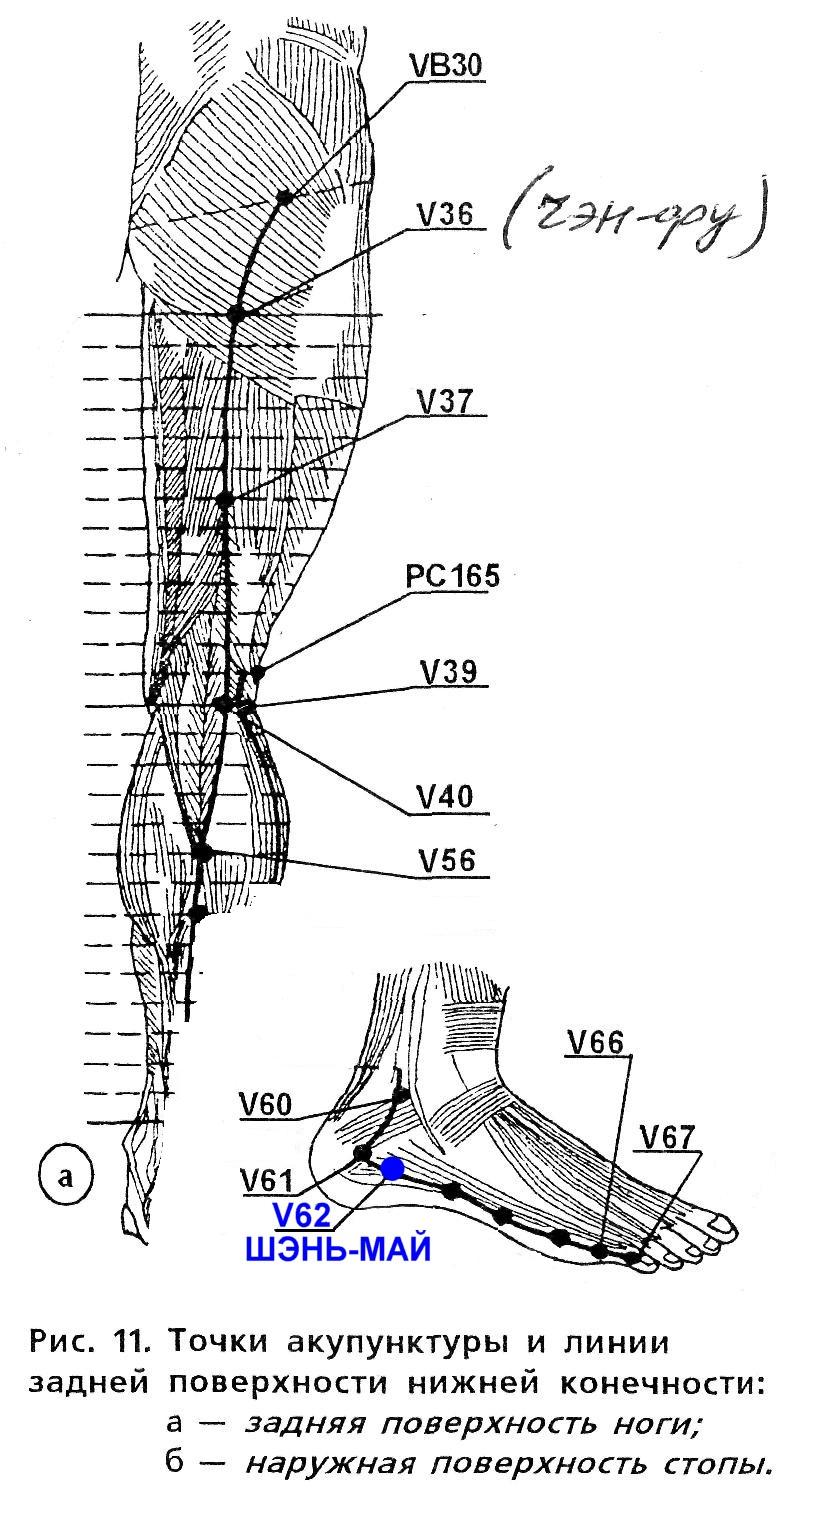 VB30
V36 (чэн-фу)
V37
PC165
V39
V40
V56
V66
V60
V67
а
V61
V62
ШЭНЬ-МАЙ
Рис. 11. Точки акупунктуры и линии
задней поверхности нижней конечности:
а — задняя поверхность ноги;
б — наружная поверхность стопы.